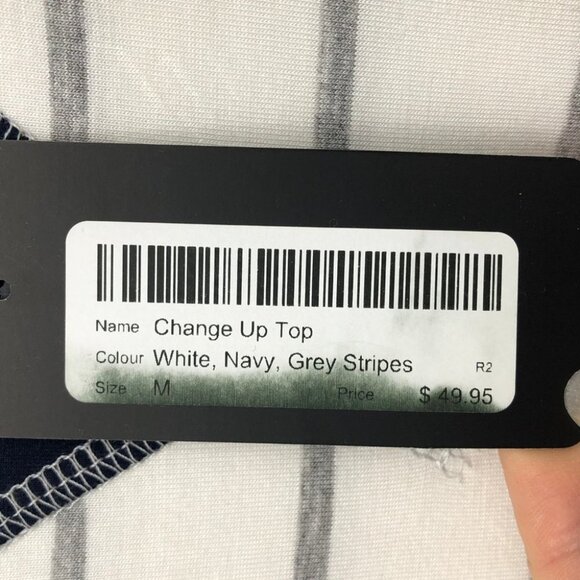 Name Change Up Top
Colour White, Navy, Grey Stripes R2
Size M Price $ 49.95